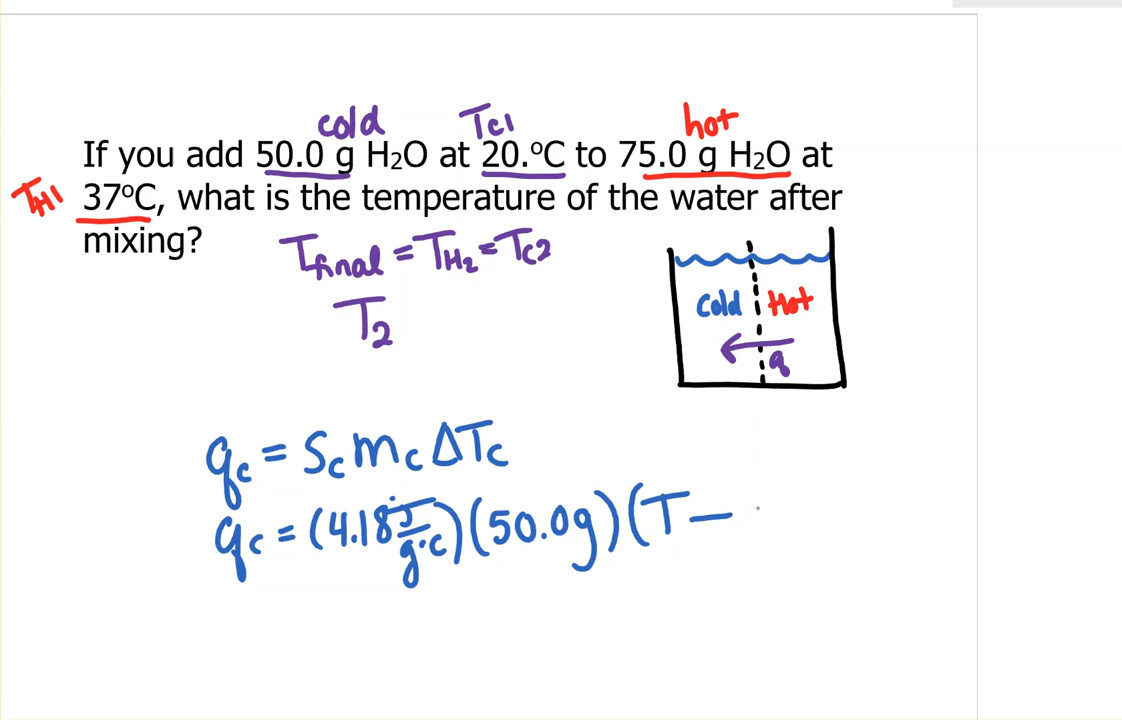 cold Tc1 hot
If you add 50.0 g H₂O at 20.°C to 75.0 g H₂O at
TH1 37°C, what is the temperature of the water after
mixing?
Tfinal = TH₂ = Tc2
T₂
Cold Hot
q
qc = Sc mc ΔTc
qc = (4.18 J/g°C)(50.0g)(T −